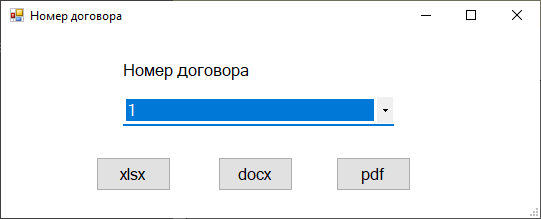 Номер договора
Номер договора
1
xlsx docx pdf